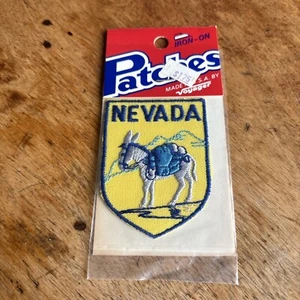 IRON-ON
Patches
MADE IN U.S.A. BY
Voyager
NEVADA